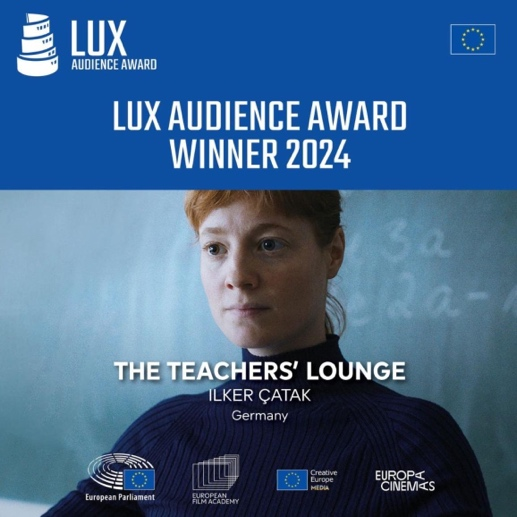 LUX
AUDIENCE AWARD
LUX AUDIENCE AWARD
WINNER 2024
THE TEACHERS’ LOUNGE
ILKER ÇATAK
Germany
European Parliament
EUROPEAN
FILM ACADEMY
Creative
Europe
MEDIA
EUROPA
CINEMAS